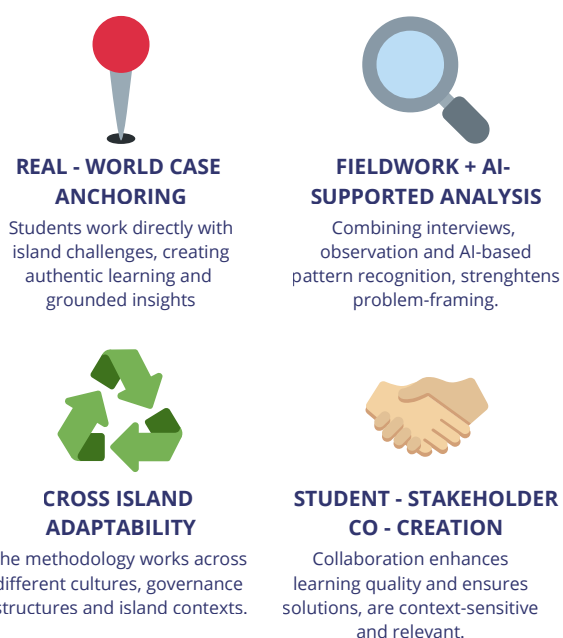 REAL - WORLD CASE
ANCHORING
Students work directly with
island challenges, creating
authentic learning and
grounded insights
FIELDWORK + AI-
SUPPORTED ANALYSIS
Combining interviews,
observation and AI-based
pattern recognition, strenghtens
problem-framing.
CROSS ISLAND
ADAPTABILITY
he methodology works across
different cultures, governance
structures and island contexts.
STUDENT - STAKEHOLDER
CO - CREATION
Collaboration enhances
learning quality and ensures
solutions, are context-sensitive
and relevant.